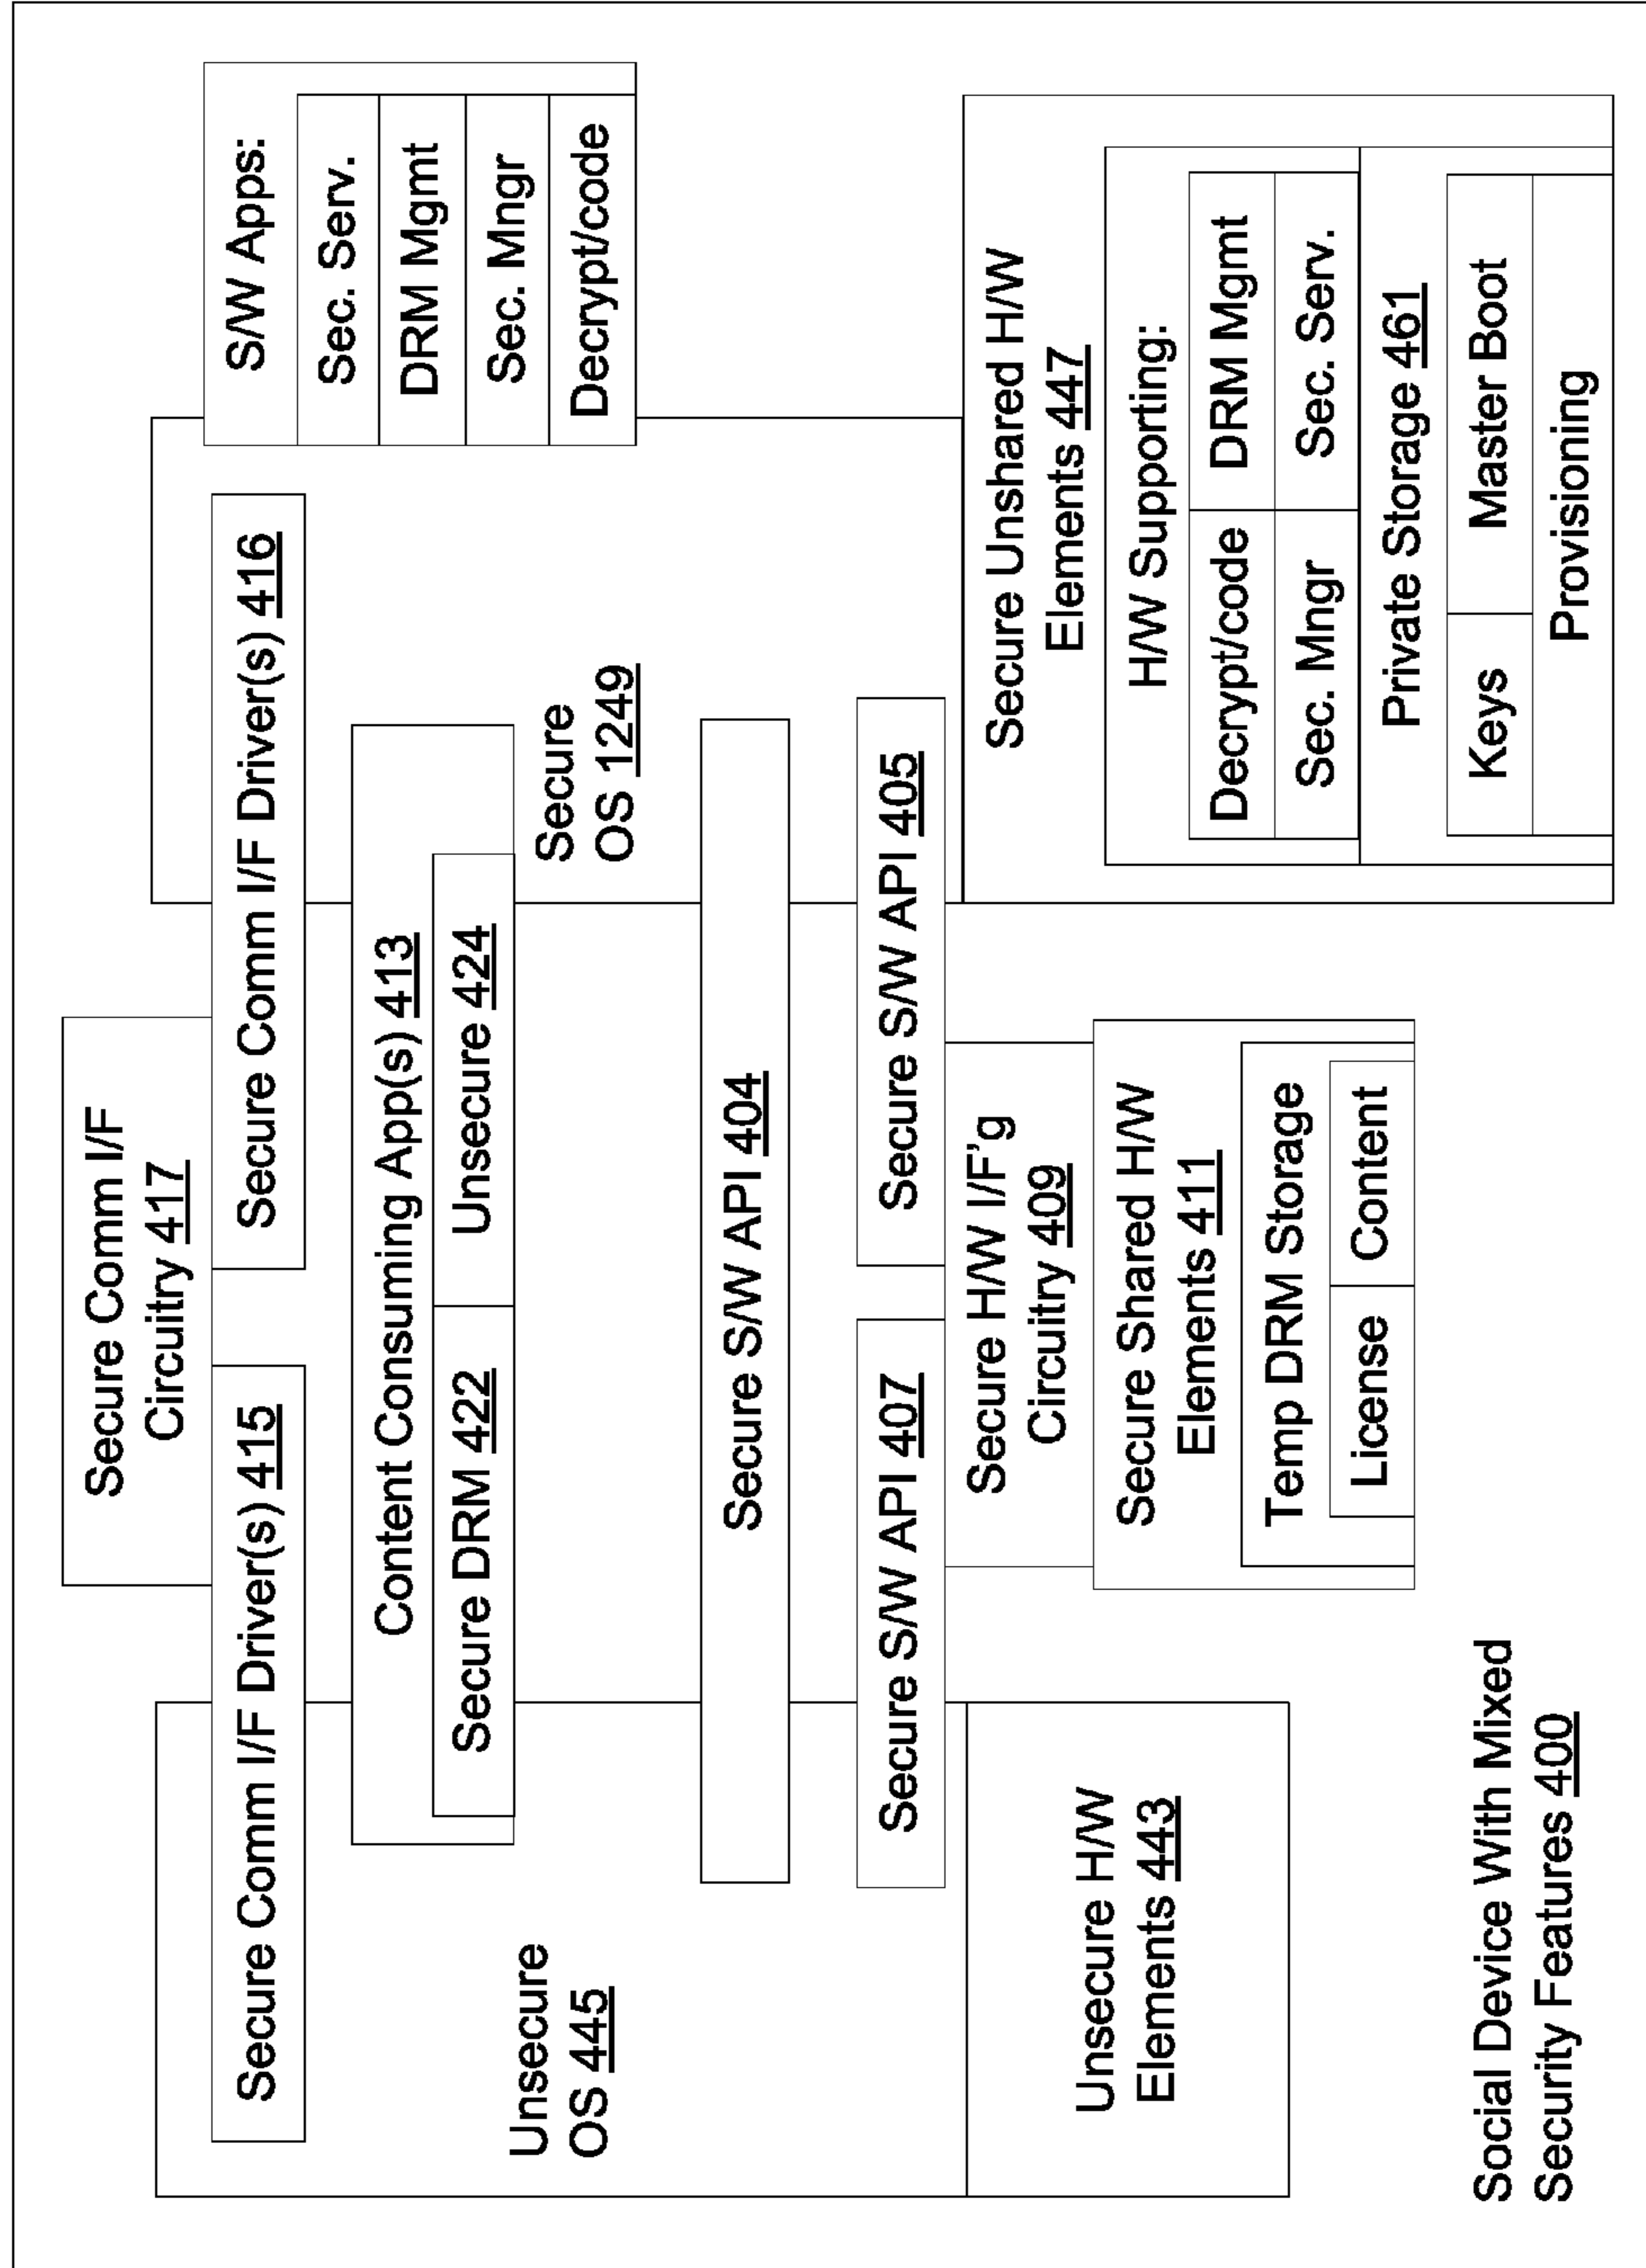 Secure Comm I/F
Circuitry 417
Secure Comm I/F Driver(s) 415
Secure Comm I/F Driver(s) 416
S/W Apps:
Sec. Serv.
DRM Mgmt
Sec. Mngr
Decrypt/code
Content Consuming App(s) 413
Secure DRM 422
Unsecure 424
Unsecure
OS 445
Secure
OS 1249
Secure S/W API 404
Secure S/W API 407
Secure S/W API 405
Secure H/W I/F'g
Circuitry 409
Secure Shared H/W
Elements 411
Temp DRM Storage
License
Content
Unsecure H/W
Elements 443
Secure Unshared H/W
Elements 447
H/W Supporting:
Decrypt/code
DRM Mgmt
Sec. Mngr
Sec. Serv.
Private Storage 461
Keys
Master Boot
Provisioning
Social Device With Mixed
Security Features 400